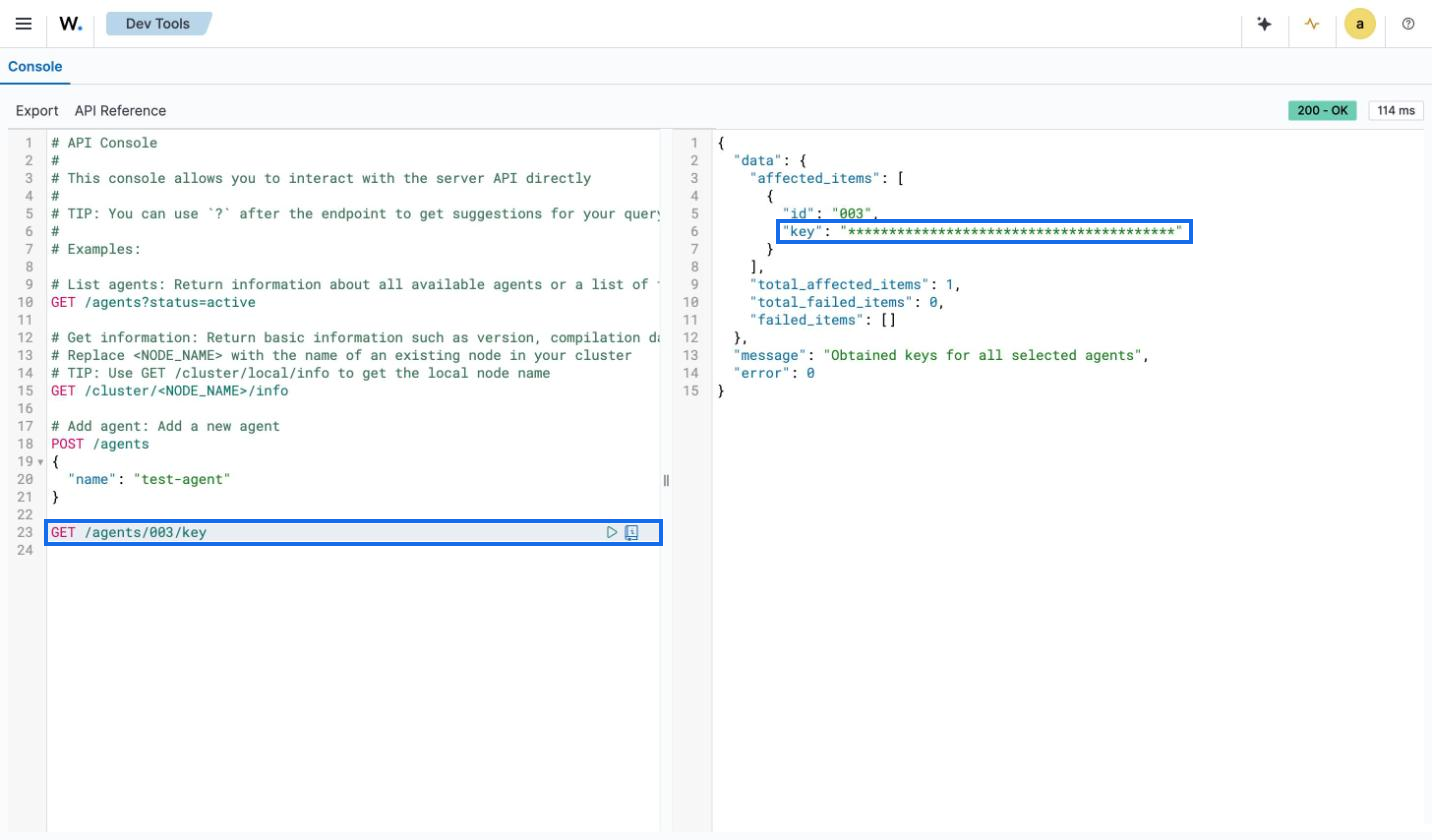 W. Dev Tools a
Console
Export API Reference 200 - OK 114 ms
1 # API Console
2 #
3 # This console allows you to interact with the server API directly
4 #
5 # TIP: You can use `?` after the endpoint to get suggestions for your query
6 #
7 # Examples:
8
9 # List agents: Return information about all available agents or a list of
10 GET /agents?status=active
11
12 # Get information: Return basic information such as version, compilation
13 # Replace <NODE_NAME> with the name of an existing node in your cluster
14 # TIP: Use GET /cluster/local/info to get the local node name
15 GET /cluster/<NODE_NAME>/info
16
17 # Add agent: Add a new agent
18 POST /agents
19 {
20 "name": "test-agent"
21 }
22
23 GET /agents/003/key
24
1 {
2 "data": {
3 "affected_items": [
4 {
5 "id": "003",
6 "key": "****************************************"
7 }
8 ],
9 "total_affected_items": 1,
10 "total_failed_items": 0,
11 "failed_items": []
12 },
13 "message": "Obtained keys for all selected agents",
14 "error": 0
15 }